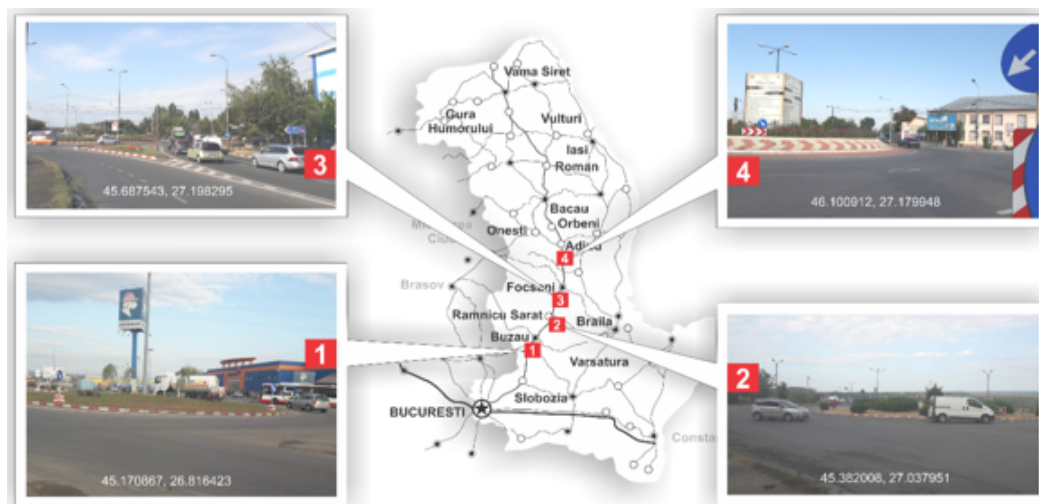 3
45.687543, 27.198295
4
46.100912, 27.179948
1
45.170867, 26.816423
2
45.382008, 27.037951
Vama Siret
Gura
Humorului
Vulturi
Iasi
Roman
Bacau
Orbeni
Onesti
4
Brasov
Focsani
3
Ramnicu Sarat
2
Braila
Buzau
1
Varsatura
Slobozia
BUCURESTI